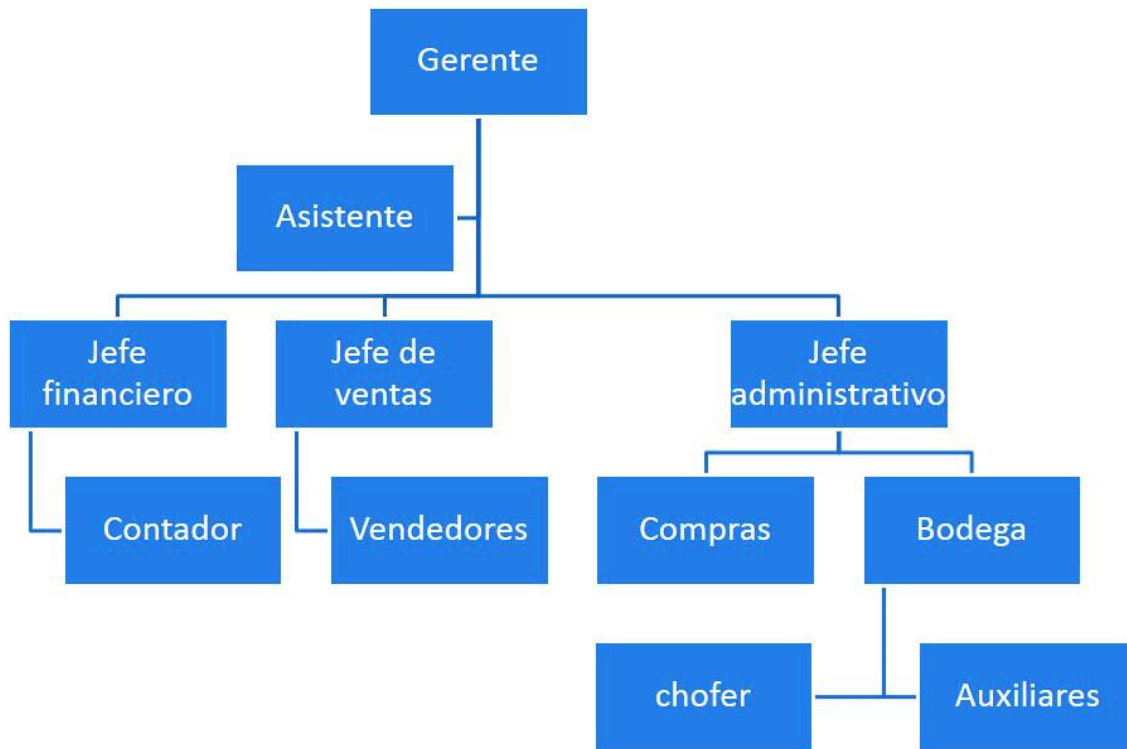 Gerente
Asistente
Jefe
financiero
Jefe de
ventas
Jefe
administrativo
Contador
Vendedores
Compras
Bodega
chofer
Auxiliares